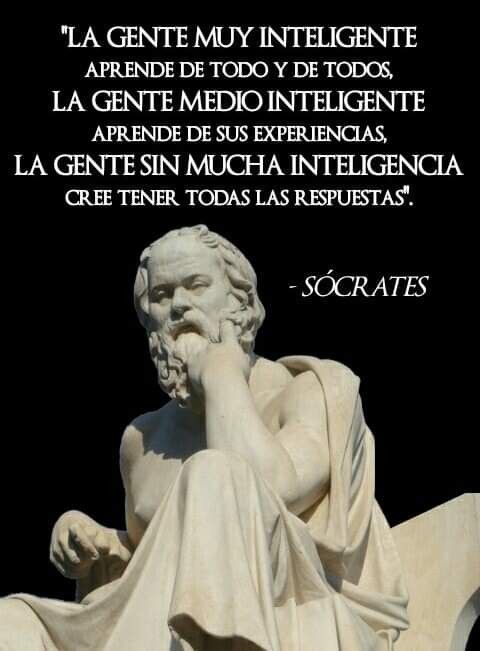 "LA GENTE MUY INTELIGENTE
APRENDE DE TODO Y DE TODOS,
LA GENTE MEDIO INTELIGENTE
APRENDE DE SUS EXPERIENCIAS,
LA GENTE SIN MUCHA INTELIGENCIA
CREE TENER TODAS LAS RESPUESTAS".
- SÓCRATES